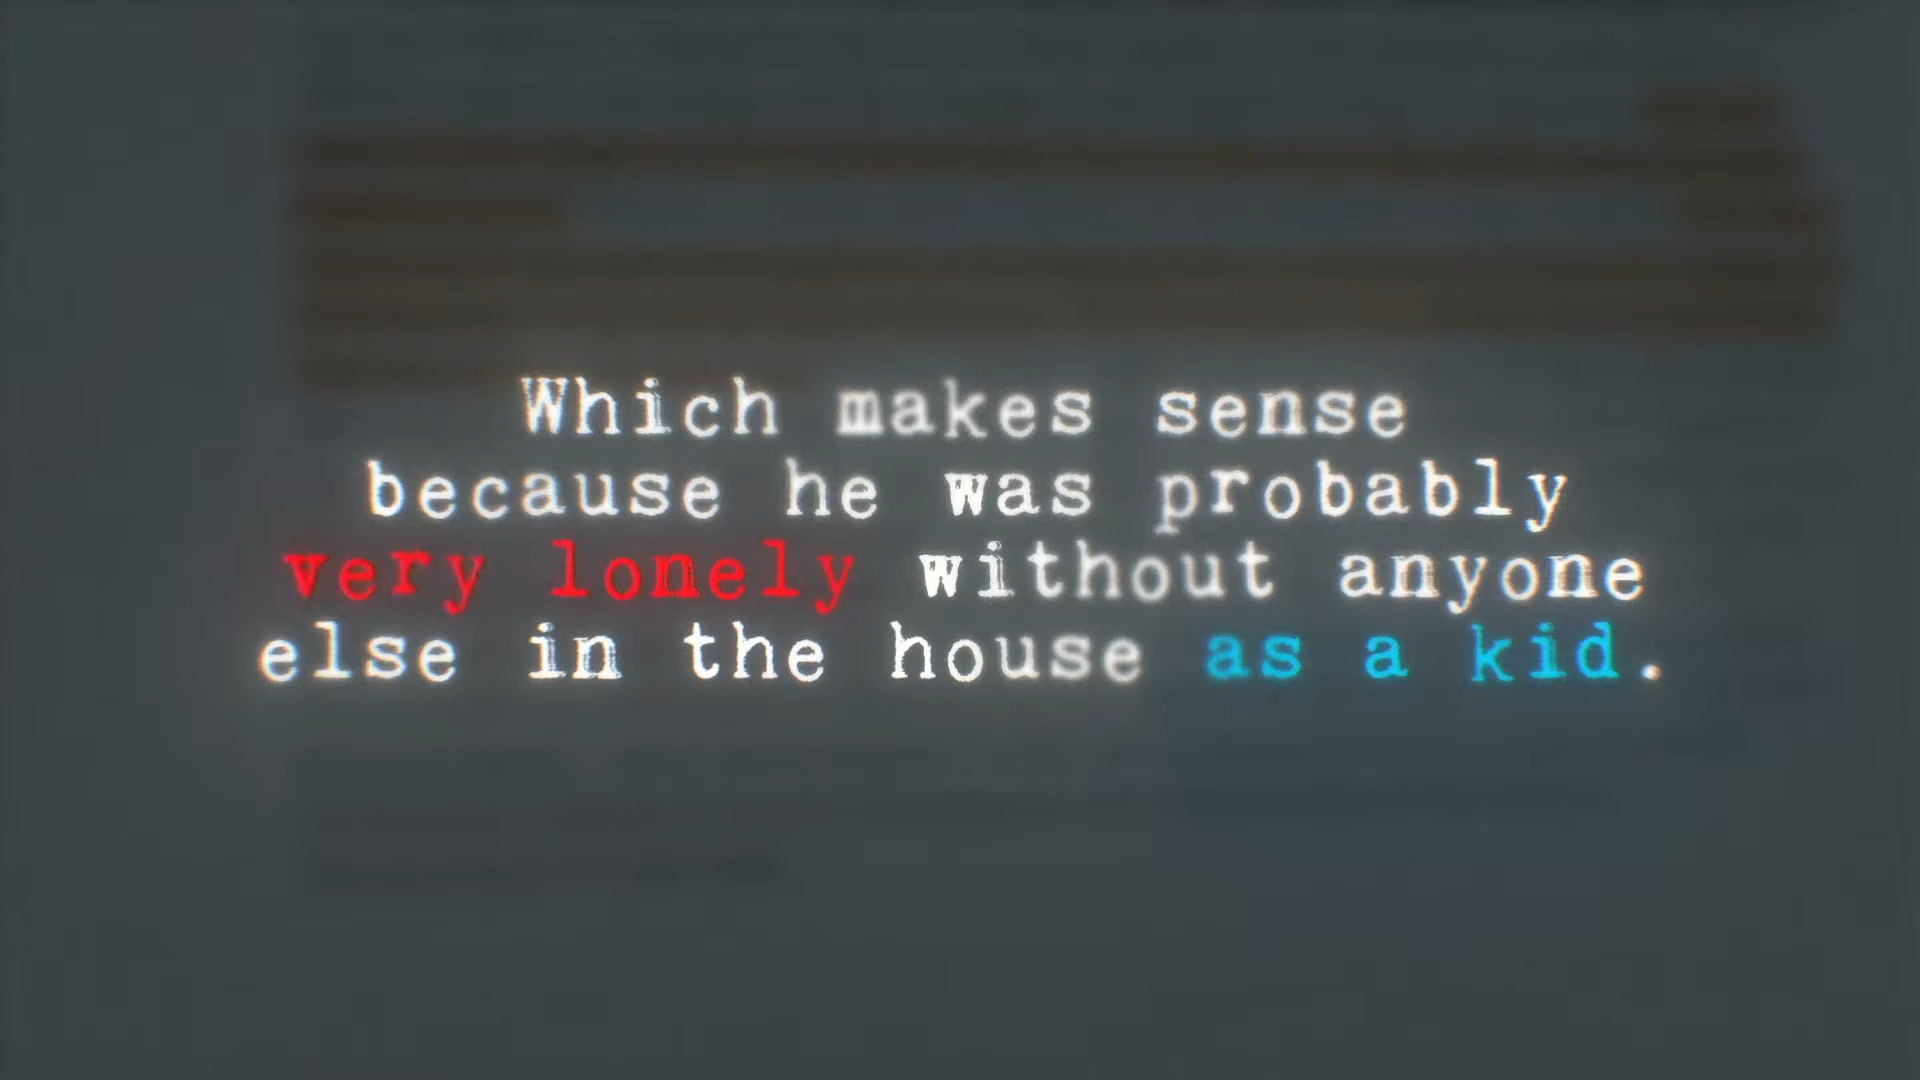 Which makes sense
because he was probably
very lonely without anyone
else in the house as a kid.